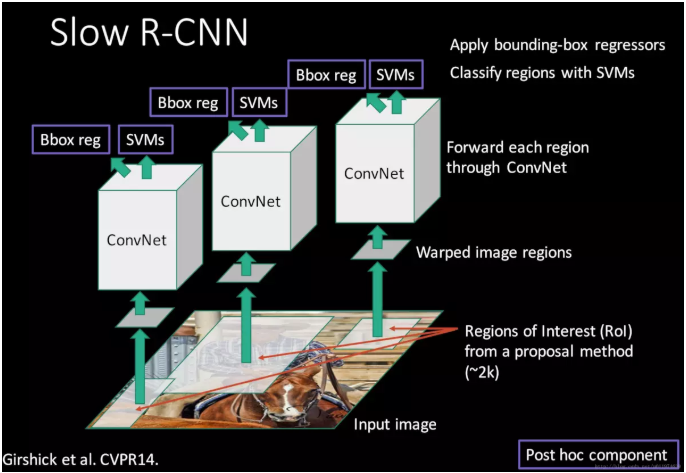 Slow R-CNN
Apply bounding-box regressors
Classify regions with SVMs
Bbox reg
SVMs
Bbox reg
SVMs
Bbox reg
SVMs
Forward each region
through ConvNet
ConvNet
ConvNet
ConvNet
Warped image regions
Regions of Interest (RoI)
from a proposal method
(~2k)
Input image
Girshick et al. CVPR14.
Post hoc component